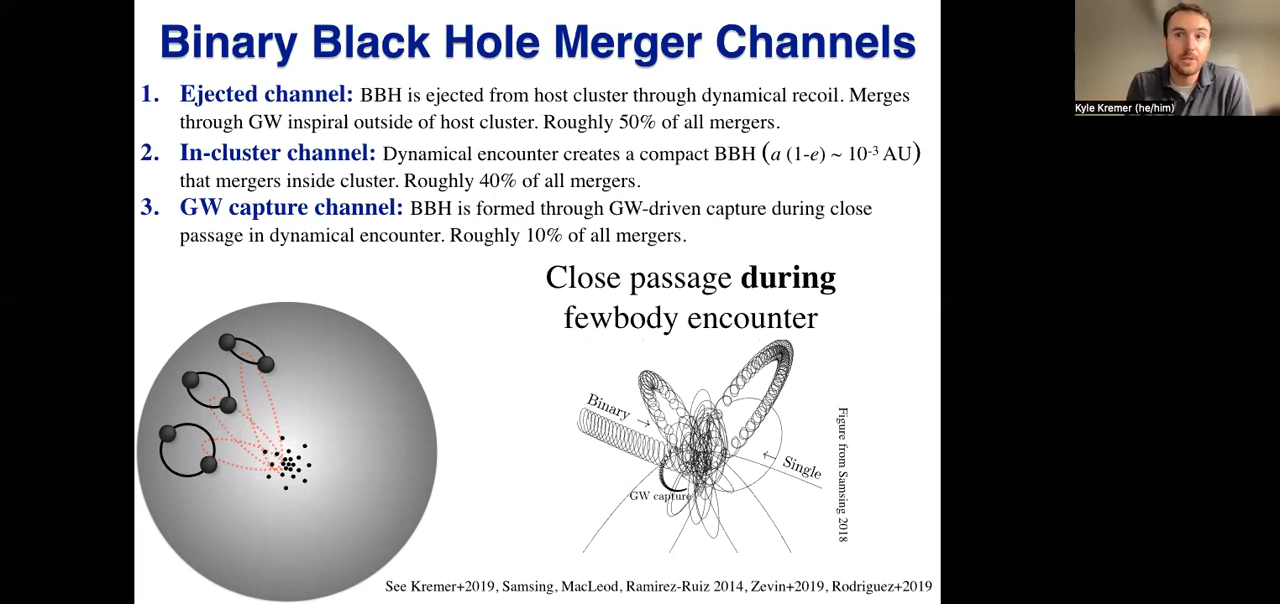 Binary Black Hole Merger Channels
1. Ejected channel: BBH is ejected from host cluster through dynamical recoil. Merges
through GW inspiral outside of host cluster. Roughly 50% of all mergers.
2. In-cluster channel: Dynamical encounter creates a compact BBH (a (1-e) ~ 10⁻³ AU)
that mergers inside cluster. Roughly 40% of all mergers.
3. GW capture channel: BBH is formed through GW-driven capture during close
passage in dynamical encounter. Roughly 10% of all mergers.
Close passage during
fewbody encounter
Binary →
← Single
GW capture
Figure from Samsing 2018
See Kremer+2019, Samsing, MacLeod, Ramirez-Ruiz 2014, Zevin+2019, Rodriguez+2019
Kyle Kremer (he/him)